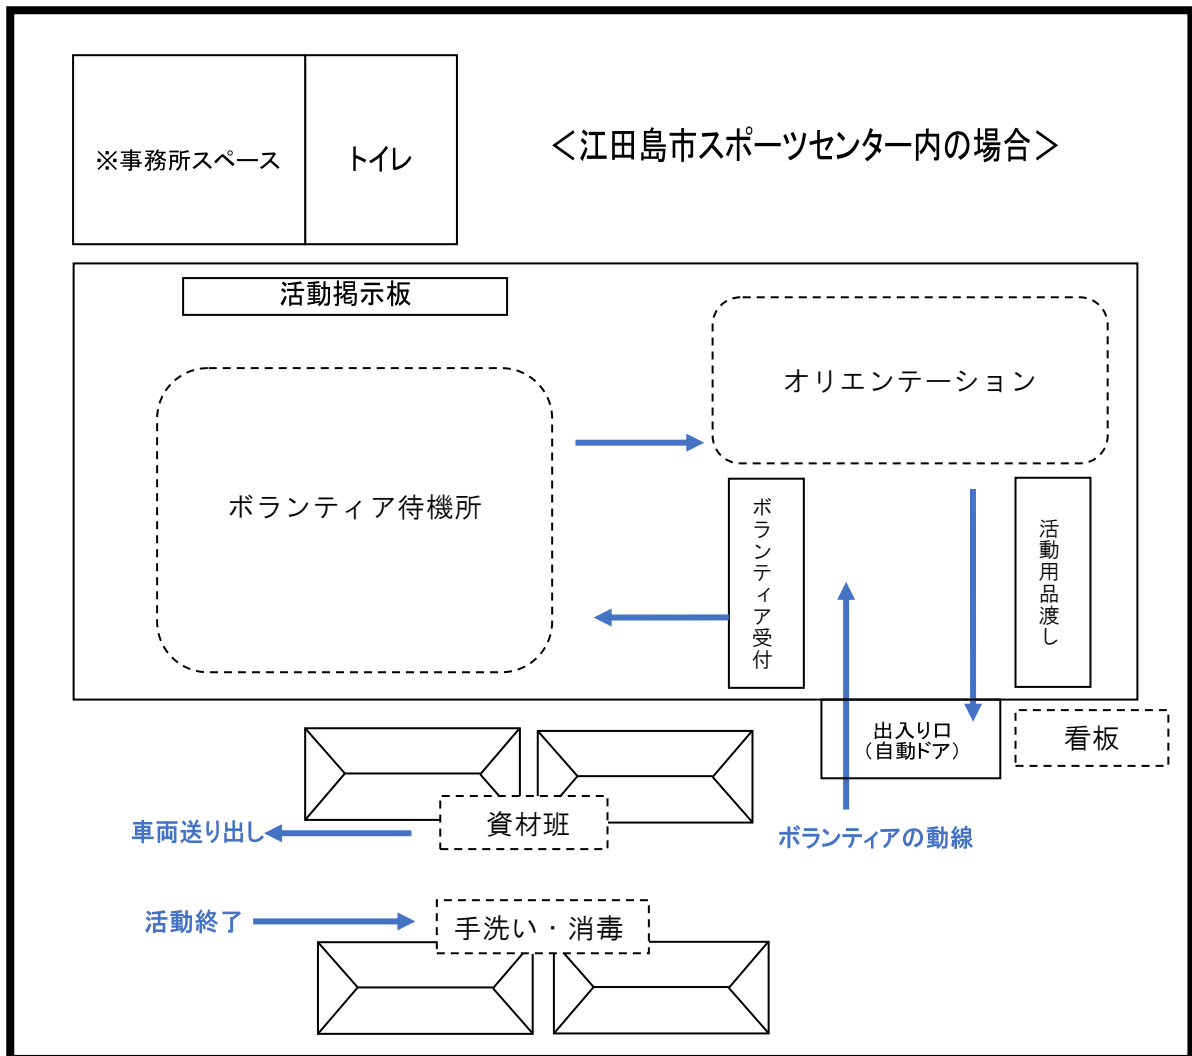 ※事務所スペース
トイレ
＜江田島市スポーツセンター内の場合＞
活動掲示板
オリエンテーション
ボランティア待機所
ボランティア受付
活動用品渡し
出入り口
（自動ドア）
看板
資材班
車両送り出し
ボランティアの動線
活動終了
手洗い・消毒